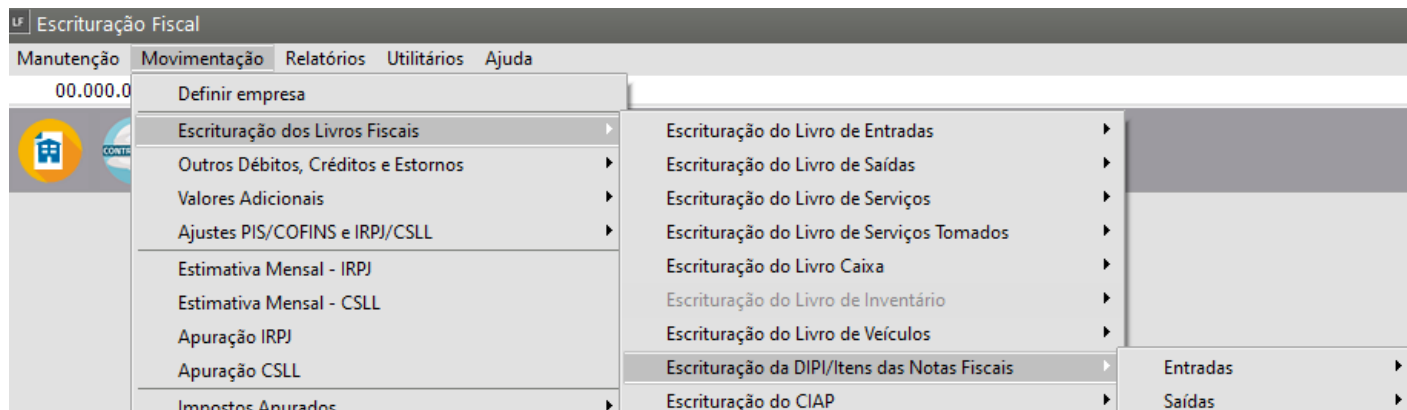 LF Escrituração Fiscal
Manutenção Movimentação Relatórios Utilitários Ajuda
00.000.0
Definir empresa
Escrituração dos Livros Fiscais
Outros Débitos, Créditos e Estornos
Valores Adicionais
Ajustes PIS/COFINS e IRPJ/CSLL
Estimativa Mensal - IRPJ
Estimativa Mensal - CSLL
Apuração IRPJ
Apuração CSLL
Impostos Apurados
Escrituração do Livro de Entradas
Escrituração do Livro de Saídas
Escrituração do Livro de Serviços
Escrituração do Livro de Serviços Tomados
Escrituração do Livro Caixa
Escrituração do Livro de Inventário
Escrituração do Livro de Veículos
Escrituração da DIPI/Itens das Notas Fiscais
Escrituração do CIAP
Entradas
Saídas